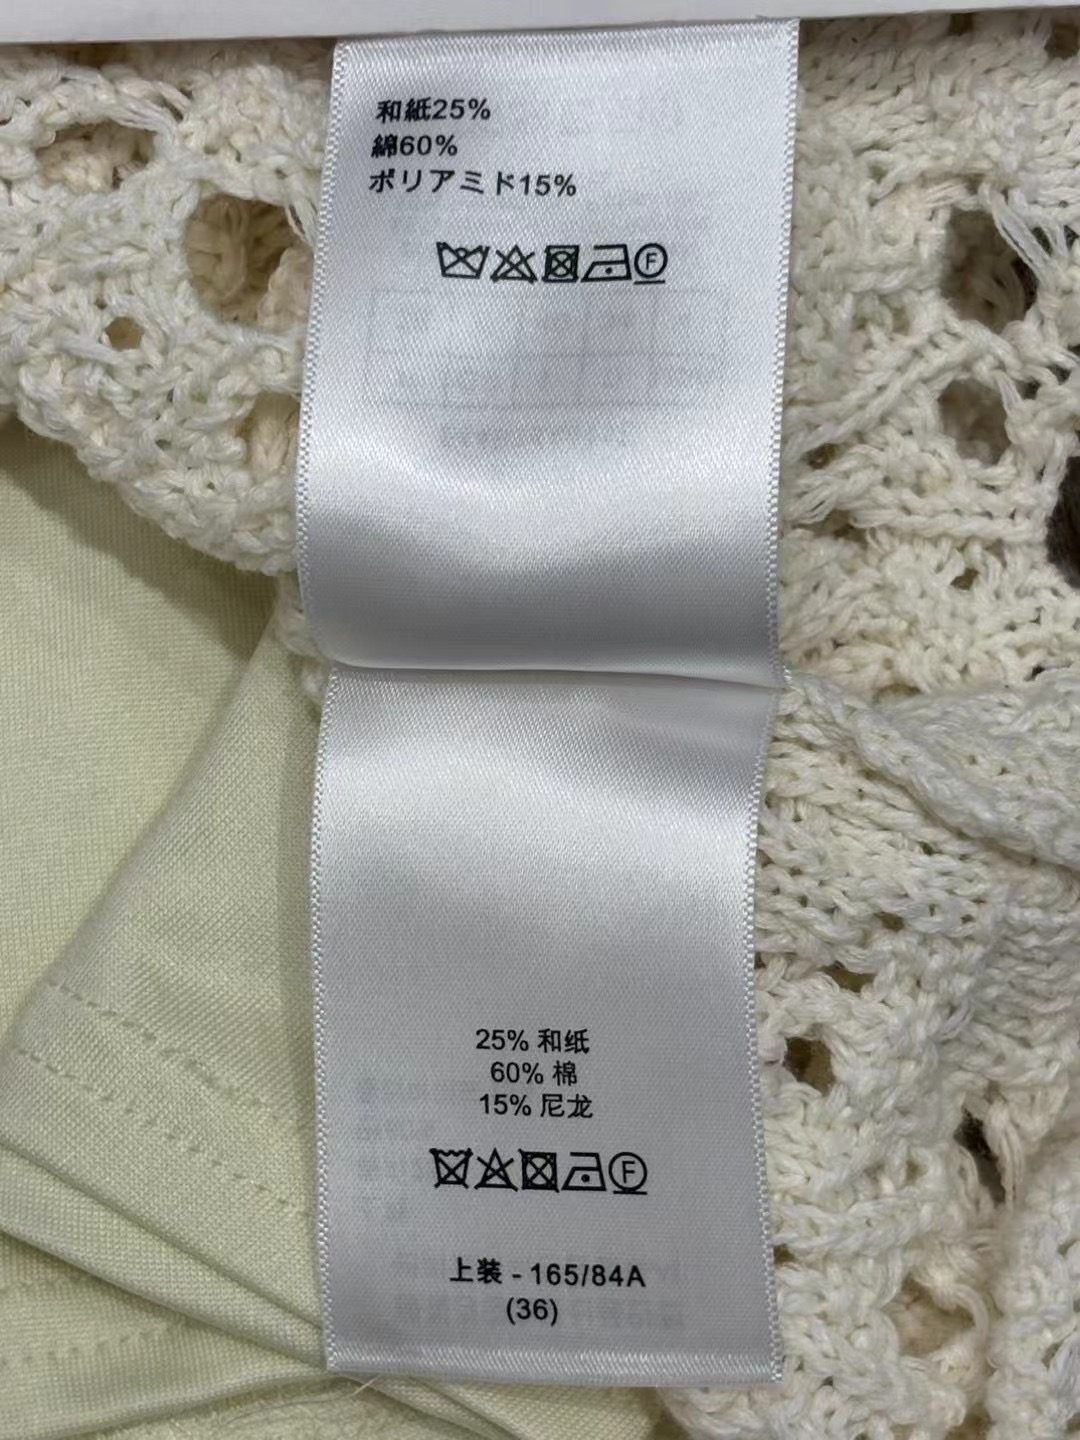 和紙25%
綿60%
ポリアミド15%
F
25% 和纸
60% 棉
15% 尼龙
F
上装 - 165/84A
(36)